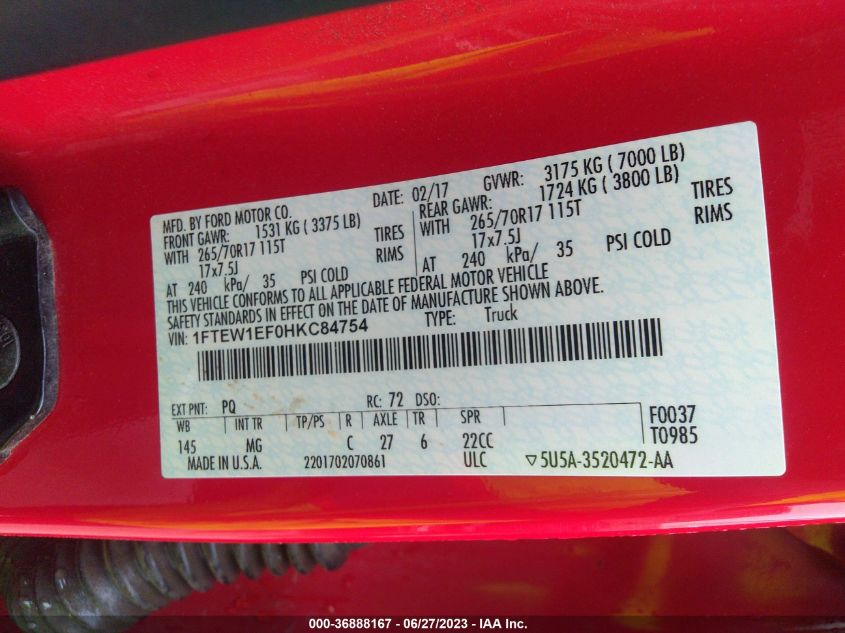 MFD. BY FORD MOTOR CO. DATE: 02/17 GVWR: 3175 KG ( 7000 LB)
FRONT GAWR: 1531 KG ( 3375 LB) REAR GAWR: 1724 KG ( 3800 LB)
WITH 265/70R17 115T TIRES WITH 265/70R17 115T TIRES
17x7.5J RIMS 17x7.5J RIMS
AT 240 kPa/ 35 PSI COLD AT 240 kPa/ 35 PSI COLD
THIS VEHICLE CONFORMS TO ALL APPLICABLE FEDERAL MOTOR VEHICLE
SAFETY STANDARDS IN EFFECT ON THE DATE OF MANUFACTURE SHOWN ABOVE.
VIN: 1FTEW1EF0HKC84754 TYPE: Truck
EXT PNT: PQ RC: 72 DSO:
WB INT TR TP/PS R AXLE TR SPR F0037
145 MG C 27 6 22CC T0985
MADE IN U.S.A. 2201702070861 ULC ▽5U5A-3520472-AA
000-36888167 - 06/27/2023 - IAA Inc.